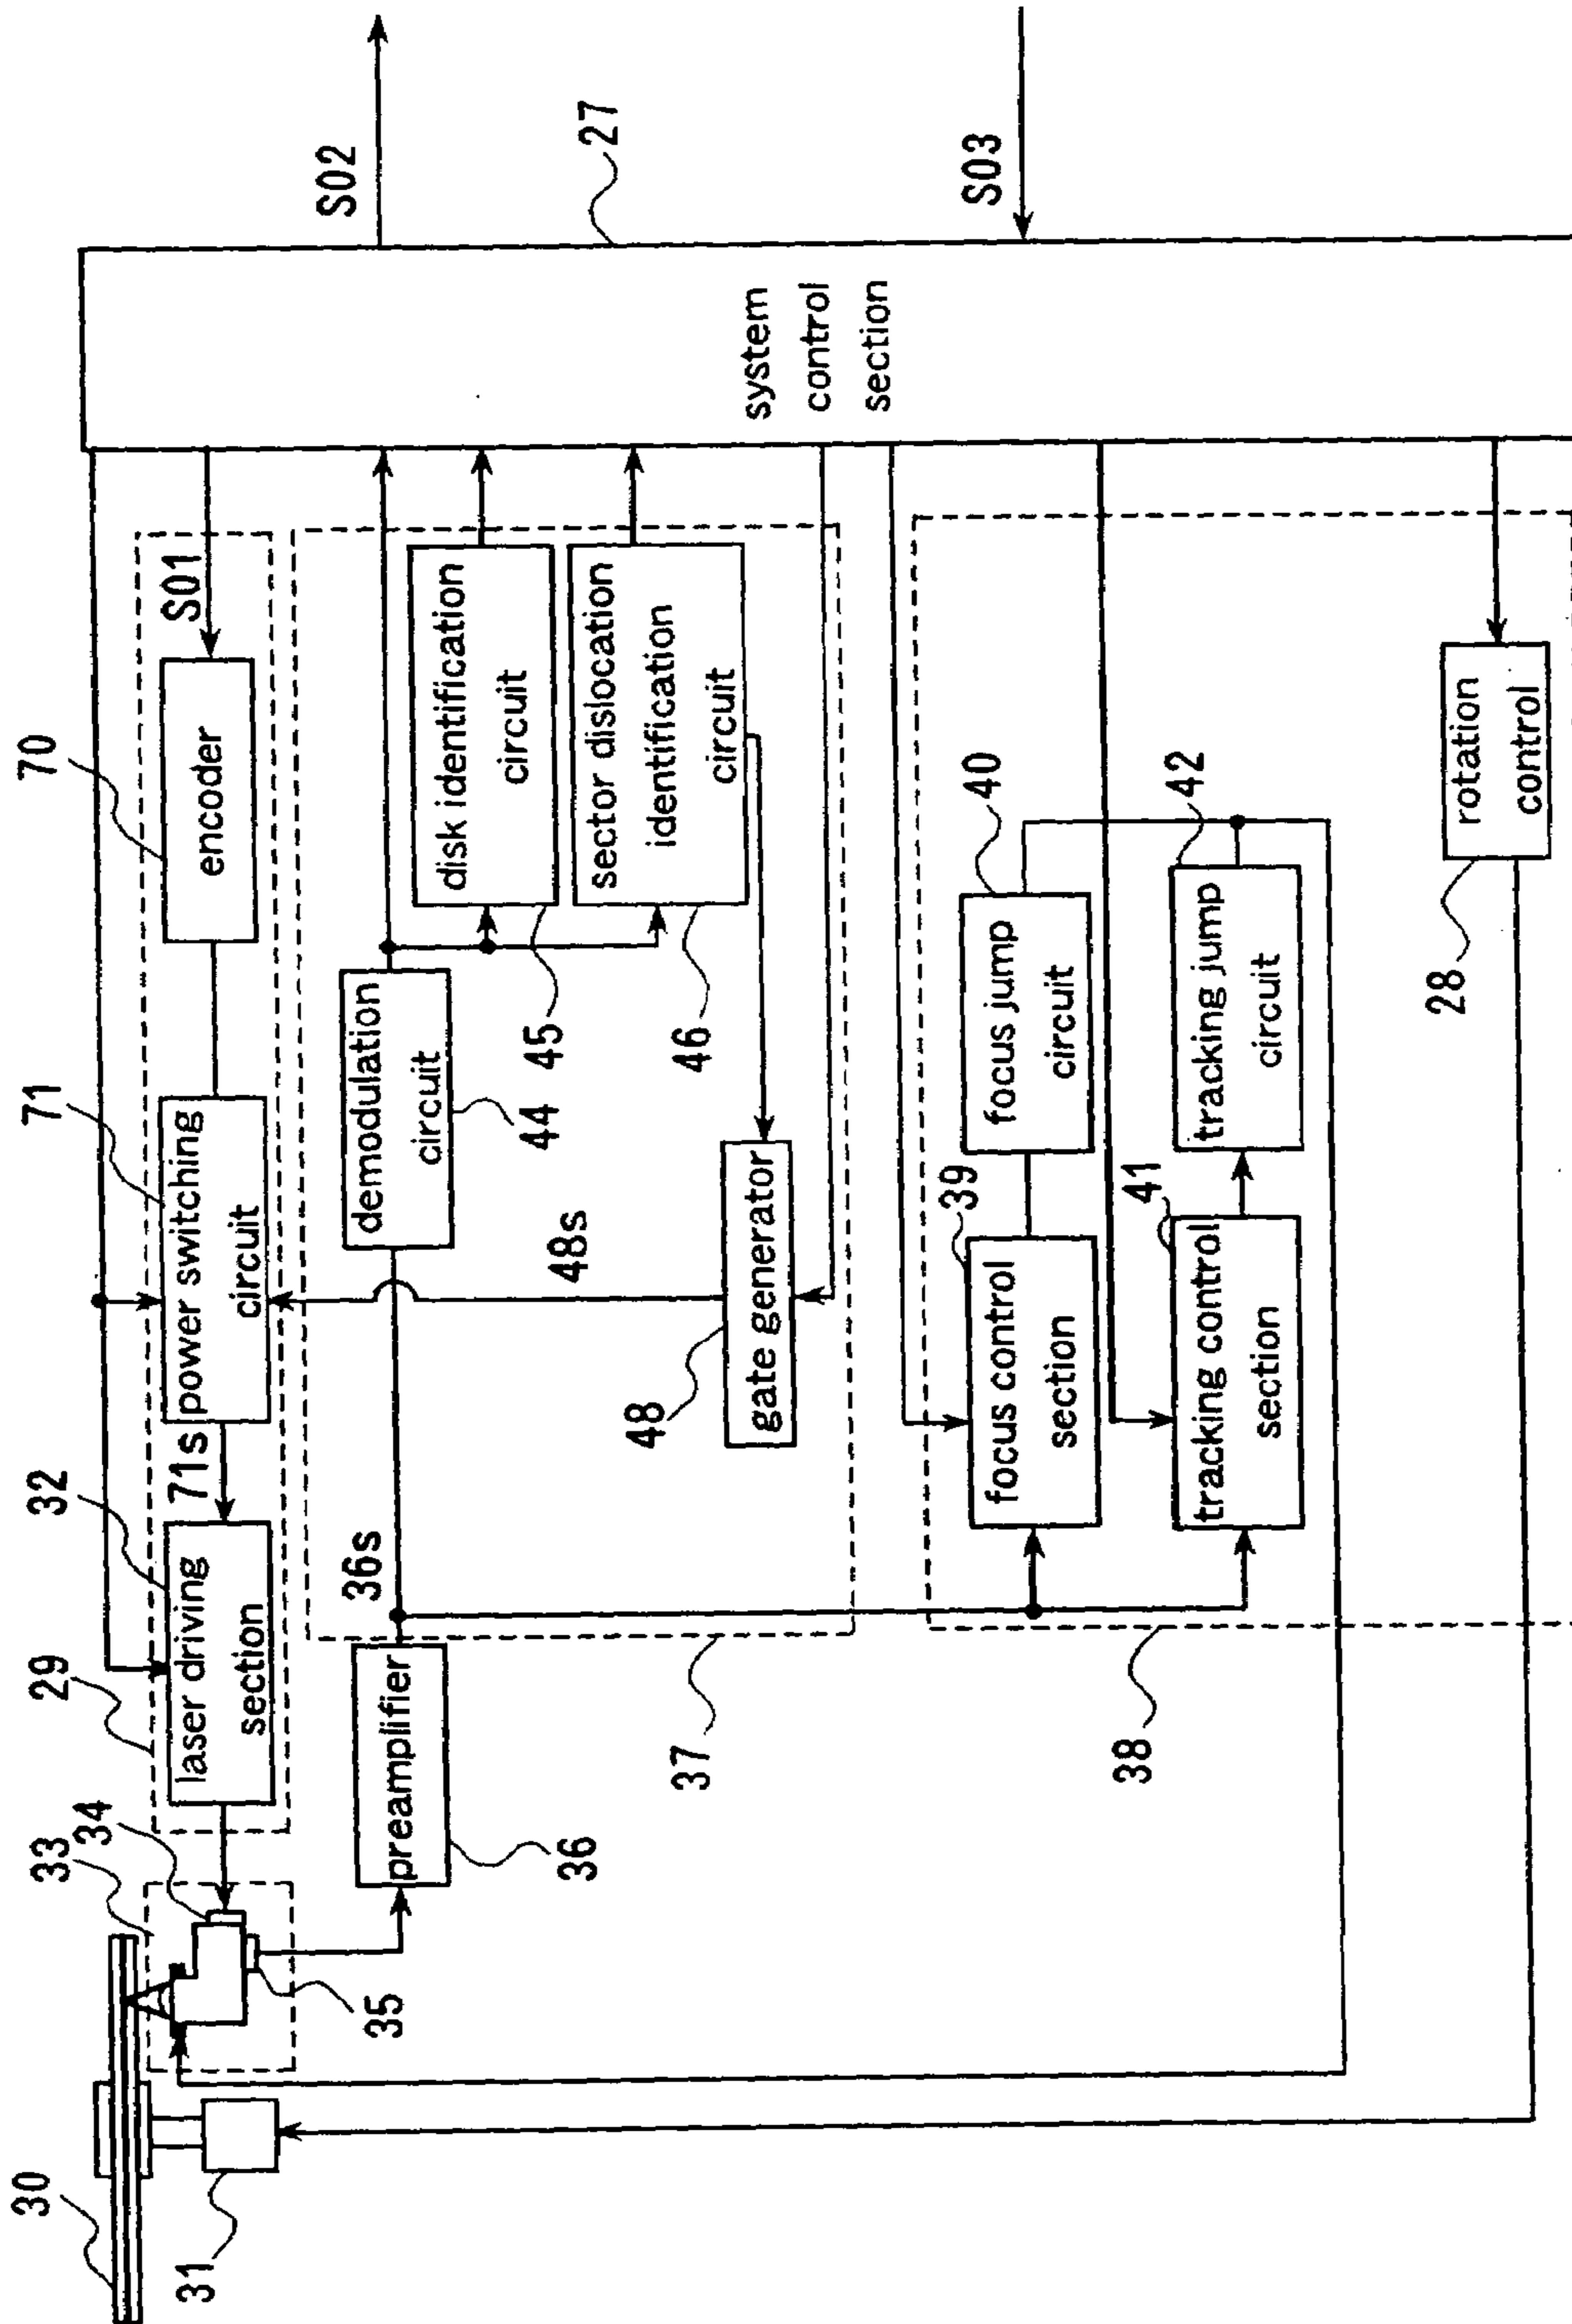 30
31
33
34
35
29
32
laser driving
section
71s
71
power switching
circuit
70
encoder
S01
S02
27
system
control
section
S03
preamplifier
36
36s
demodulation
circuit
44
disk identification
circuit
45
sector dislocation
identification
circuit
46
48s
48
gate generator
37
39
focus control
section
40
focus jump
circuit
41
tracking control
section
42
tracking jump
circuit
38
rotation
control
28